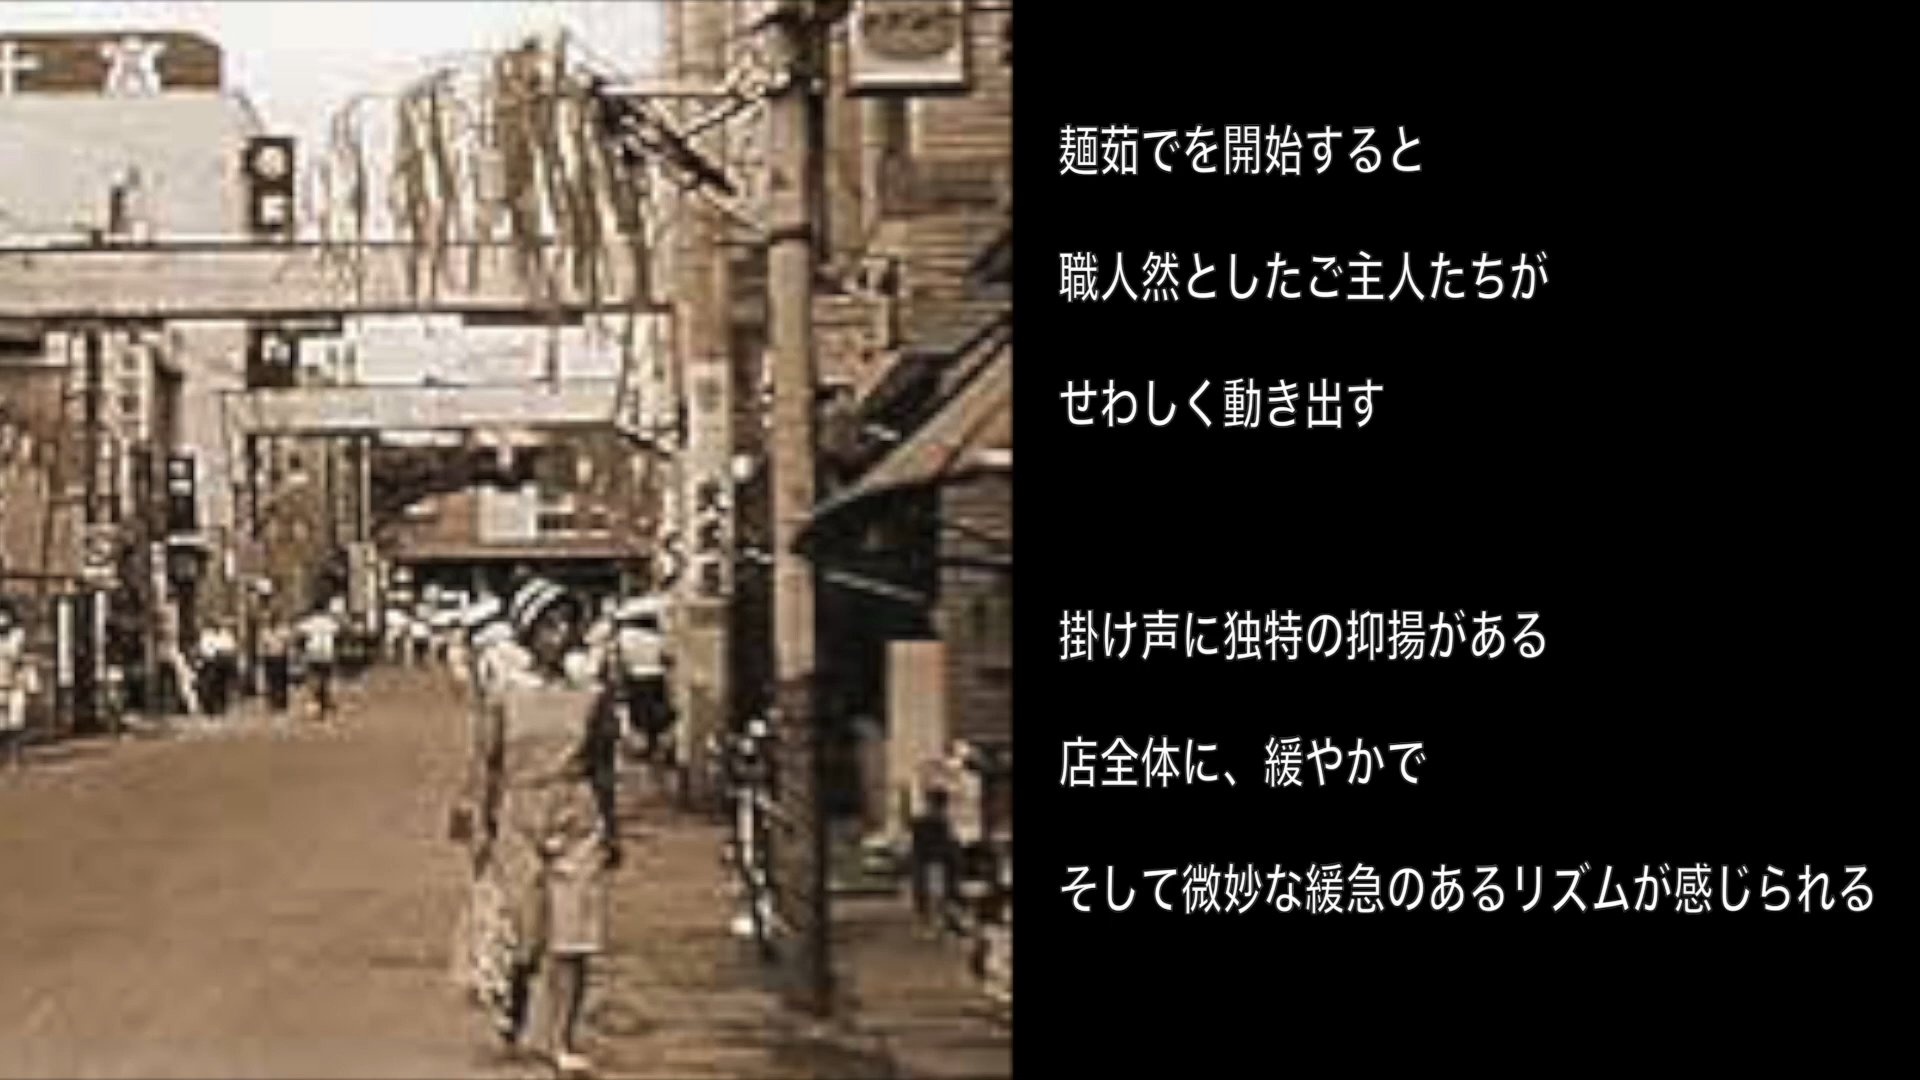 麺茹でを開始すると
職人然としたご主人たちが
せわしく動き出す
掛け声に独特の抑揚がある
店全体に、緩やかで
そして微妙な緩急のあるリズムが感じられる